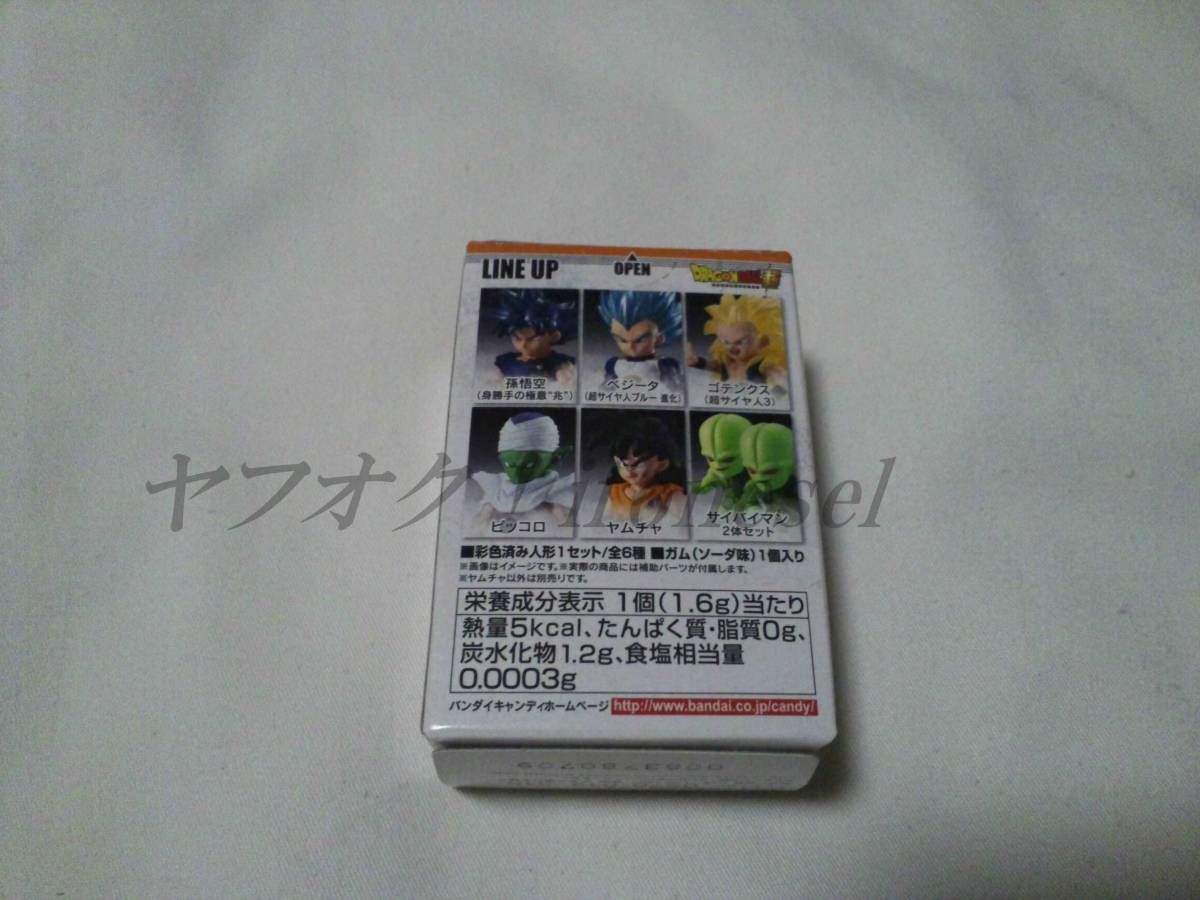 LINE UP
OPEN
DRAGON BALL 超
孫悟空
(身勝手の極意"兆")
ベジータ
(超サイヤ人ブルー 進化)
ゴテンクス
(超サイヤ人3)
ピッコロ
ヤムチャ
サイバイマン
2体セット
■彩色済み人形1セット/全6種 ■ガム(ソーダ味)1個入り
※画像はイメージです。※実際の商品には補助パーツが付属します。
※ヤムチャ以外は別売りです。
栄養成分表示 1個(1.6g)当たり
熱量5kcal、たんぱく質・脂質0g、
炭水化物1.2g、食塩相当量
0.0003g
バンダイキャンディホームページ http://www.bandai.co.jp/candy/
ヤフオク